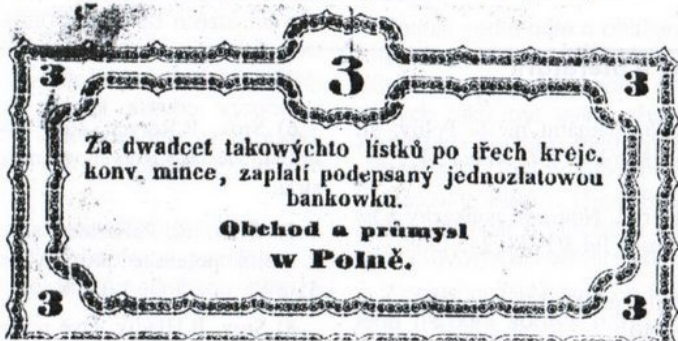 3
3 3
Za dwadcet takowýchto lístků po třech krejc.
konv. mince, zaplatí podepsaný jednozlatowou
bankowku.
Obchod a průmysl
w Polně.
3 3